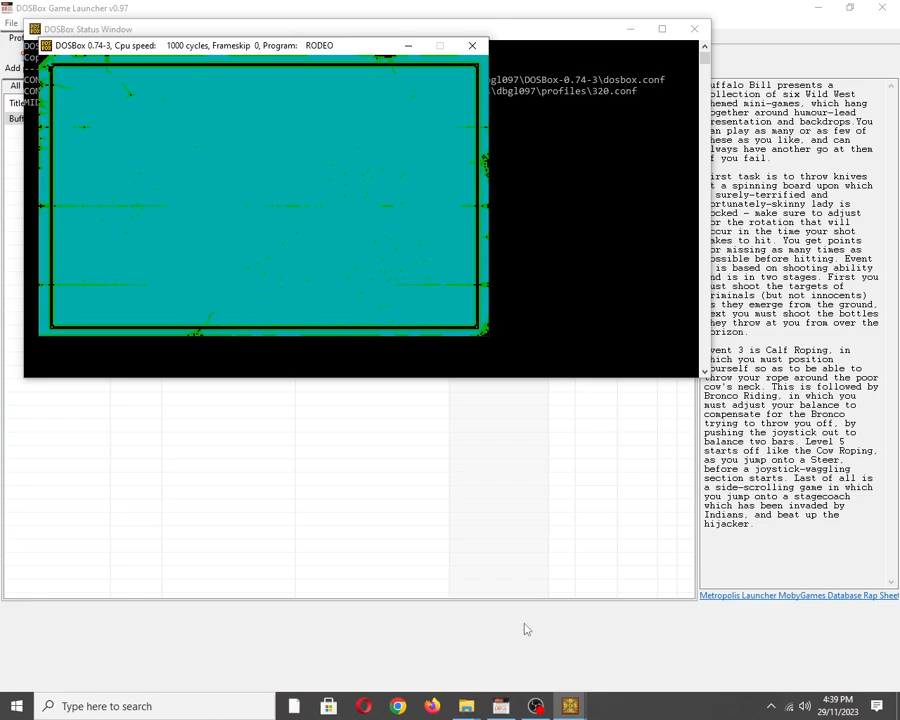 DOSBox Game Launcher v0.97
File
DOSBox Status Window
DOSBox 0.74-3, Cpu speed: 1000 cycles, Frameskip 0, Program: RODEO
Add
All
Title
gl097\DOSBox-0.74-3\dosbox.conf
\dbgl097\profiles\320.conf
uffalo Bill presents a
ollection of six Wild West
hemed mini-games, which hang
ogether around humour-lead
resentation and backdrops.You
an play as many or as few of
hese as you like, and can
lways have another go at them
f you fail.
irst task is to throw knives
t a spinning board upon which
surely-terrified and
ortunately-skinny lady is
ocked - make sure to adjust
or the rotation that will
ccur in the time your shot
akes to hit. You get points
or missing as many times as
ossible before hitting. Event
is based on shooting ability
nd is in two stages. First you
ust shoot the targets of
riminals (but not innocents)
s they emerge from the ground,
ext you must shoot the bottles
hey throw at you from over the
orizon.
vent 3 is Calf Roping, in
hich you must position
ourself so as to be able to
throw your rope around the poor
cow's neck. This is followed by
Bronco Riding, in which you
must adjust your balance to
compensate for the Bronco
trying to throw you off, by
pushing the joystick out to
balance two bars. Level 5
starts off like the Cow Roping,
as you jump onto a Steer,
before a joystick-waggling
section starts. Last of all is
a side-scrolling game in which
you jump onto a stagecoach
which has been invaded by
Indians, and beat up the
hijacker.
Metropolis Launcher MobyGames Database Rap Sheet
Type here to search
4:39 PM
29/11/2023